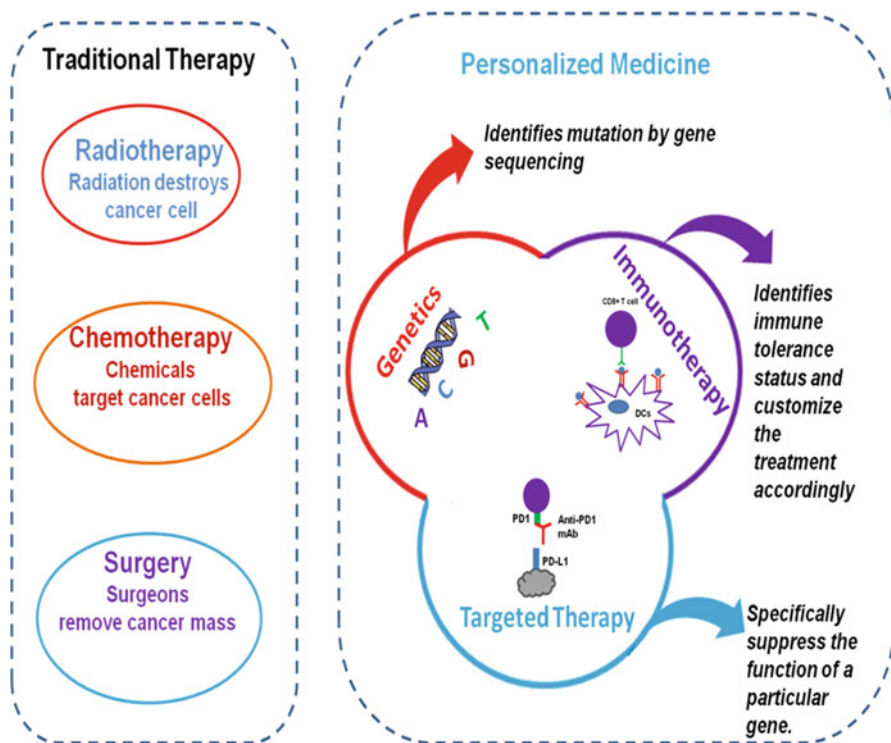 Traditional Therapy
Radiotherapy
Radiation destroys
cancer cell
Chemotherapy
Chemicals
target cancer cells
Surgery
Surgeons
remove cancer mass
Personalized Medicine
Identifies mutation by gene
sequencing
Genetics
T
G
C
A
Immunotherapy
CD8+ T cell
DCs
Identifies
immune
tolerance
status and
customize
the
treatment
accordingly
PD1
Anti-PD1
mAb
PD-L1
Targeted Therapy
Specifically
suppress the
function of a
particular
gene.